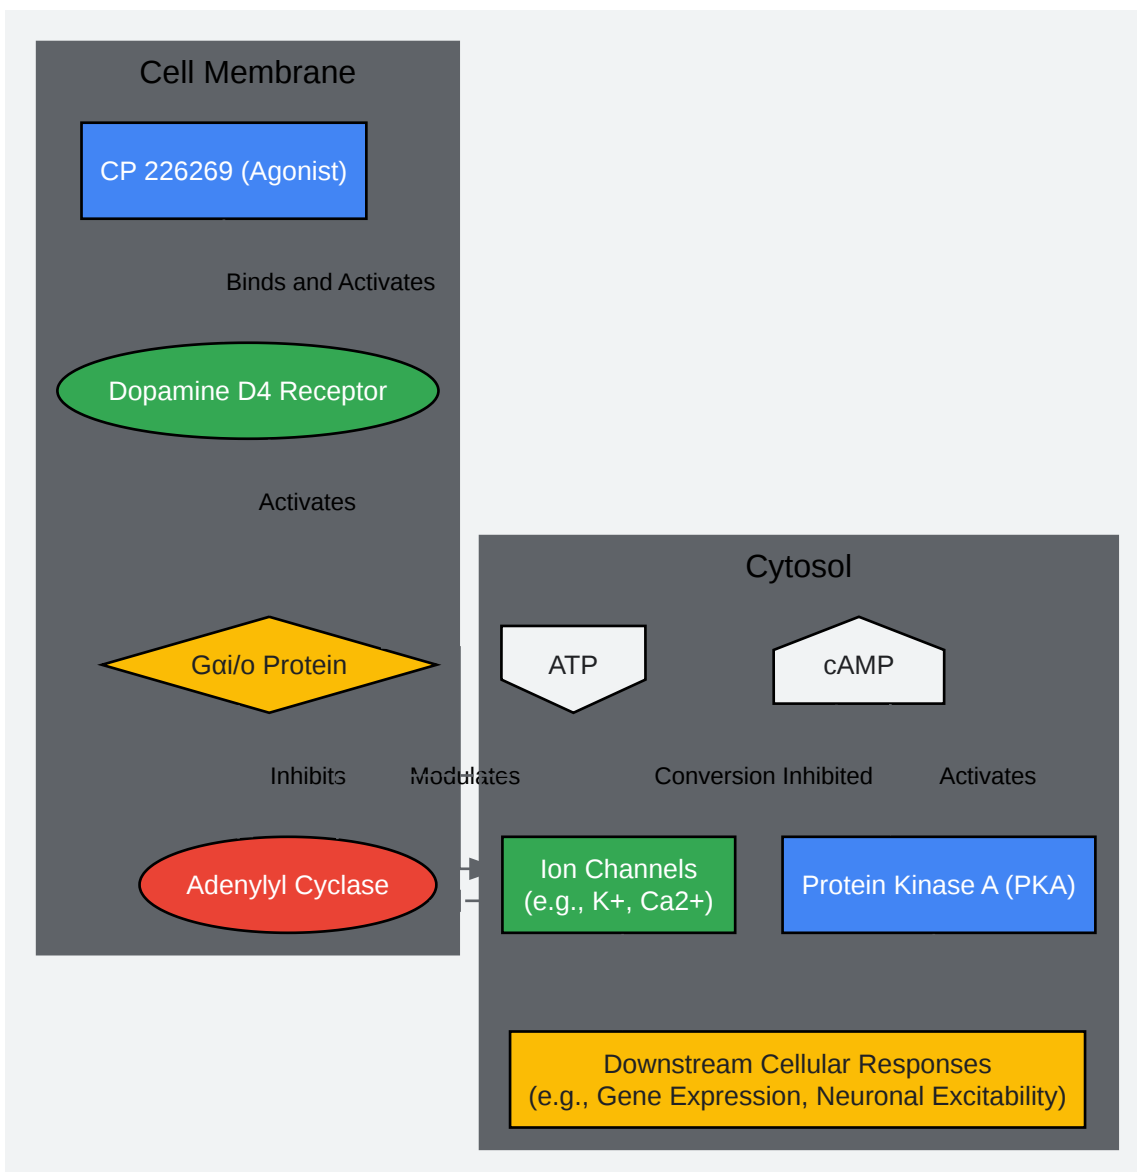 Cell Membrane
CP 226269 (Agonist)
Binds and Activates
Dopamine D4 Receptor
Activates
Cytosol
Gαi/o Protein
ATP
cAMP
Inhibits
Modulates
Conversion Inhibited
Activates
Adenylyl Cyclase
Ion Channels
(e.g., K+, Ca2+)
Protein Kinase A (PKA)
Downstream Cellular Responses
(e.g., Gene Expression, Neuronal Excitability)